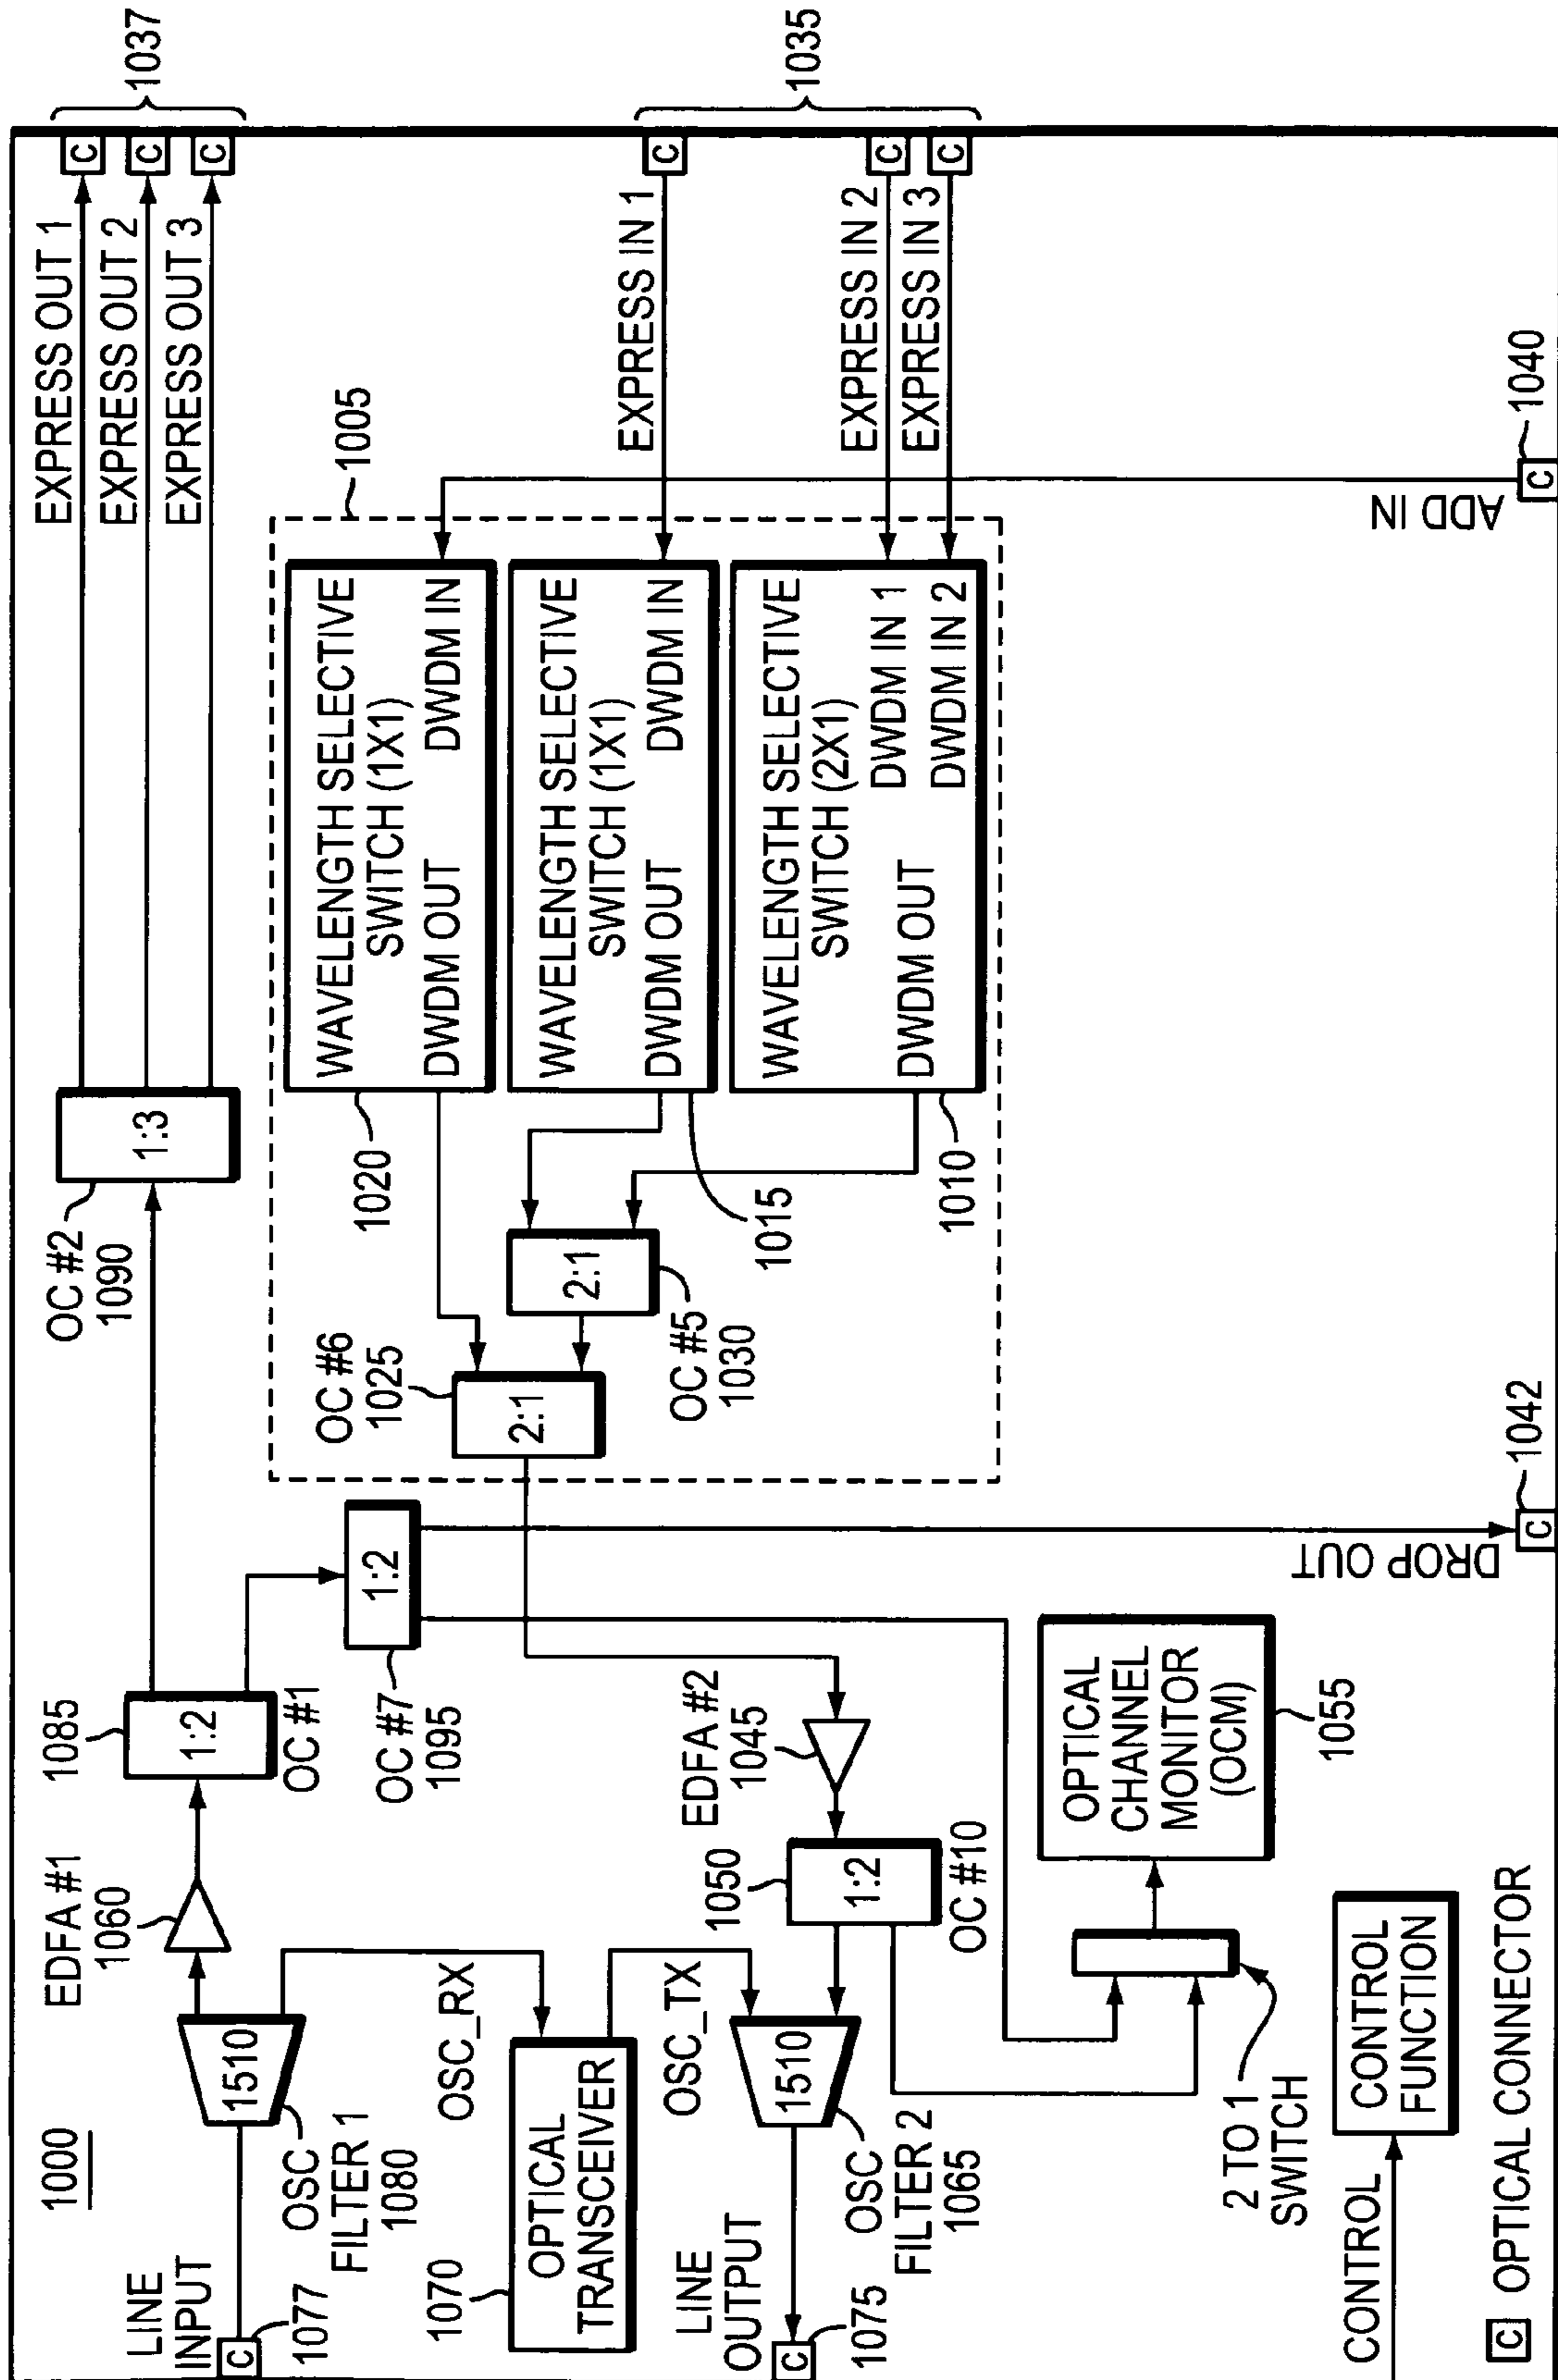 1000
LINE
INPUT
C
1077
1510
OSC
FILTER 1
1080
EDFA #1
1060
1085
1:2
OC #1
OC #2
1090
1:3
EXPRESS OUT 1
EXPRESS OUT 2
EXPRESS OUT 3
C
C
C
1037
1:2
OC #7
1095
OSC_RX
1070
OPTICAL
TRANSCEIVER
OSC_TX
LINE
OUTPUT
C
1075
1510
OSC
FILTER 2
1065
EDFA #2
1045
1050
1:2
OC #10
OC #6
1025
2:1
2:1
OC #5
1030
1005
WAVELENGTH SELECTIVE
SWITCH (1X1)
DWDM OUT
DWDM IN
1020
WAVELENGTH SELECTIVE
SWITCH (1X1)
DWDM OUT
DWDM IN
1015
WAVELENGTH SELECTIVE
SWITCH (2X1)
DWDM IN 1
DWDM OUT
DWDM IN 2
1010
EXPRESS IN 1
EXPRESS IN 2
EXPRESS IN 3
C
C
C
1035
OPTICAL
CHANNEL
MONITOR
(OCM)
1055
2 TO 1
SWITCH
CONTROL
CONTROL
FUNCTION
DROP OUT
C
1042
ADD IN
C
1040
C OPTICAL CONNECTOR